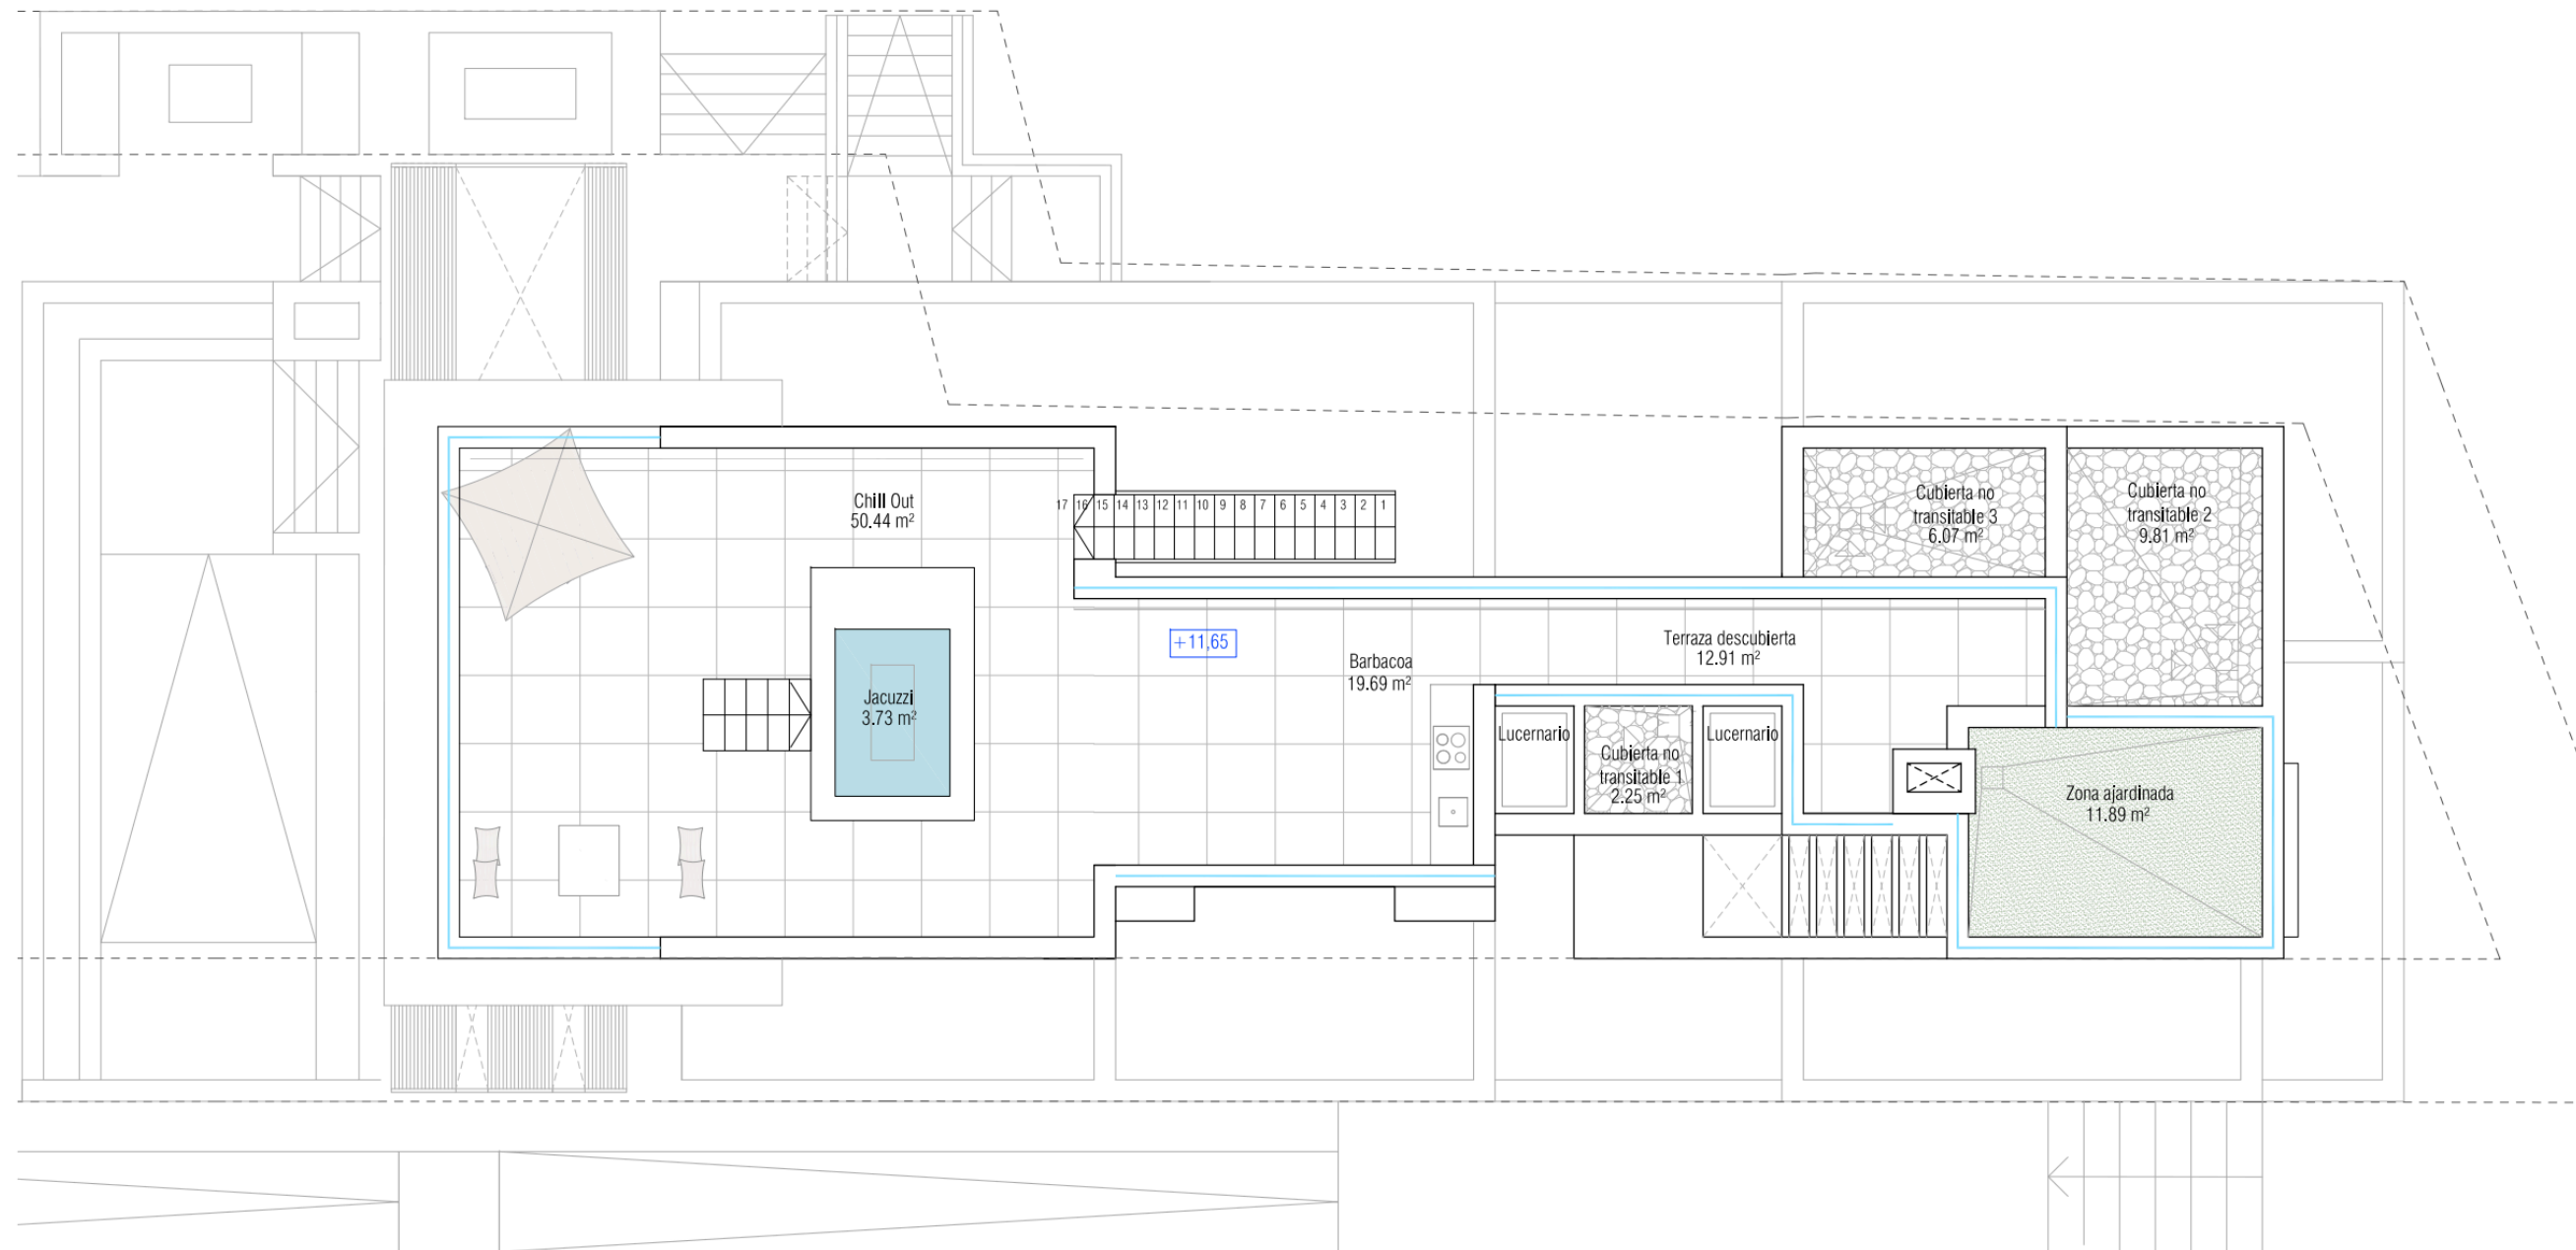 Chill Out
50.44 m²
17 16 15 14 13 12 11 10 9 8 7 6 5 4 3 2 1
Cubierta no
transitable 3
6.07 m²
Cubierta no
transitable 2
9.81 m²
+11,65
Barbacoa
19.69 m²
Terraza descubierta
12.91 m²
Jacuzzi
3.73 m²
Lucernario
Cubierta no
transitable 1
2.25 m²
Lucernario
Zona ajardinada
11.89 m²